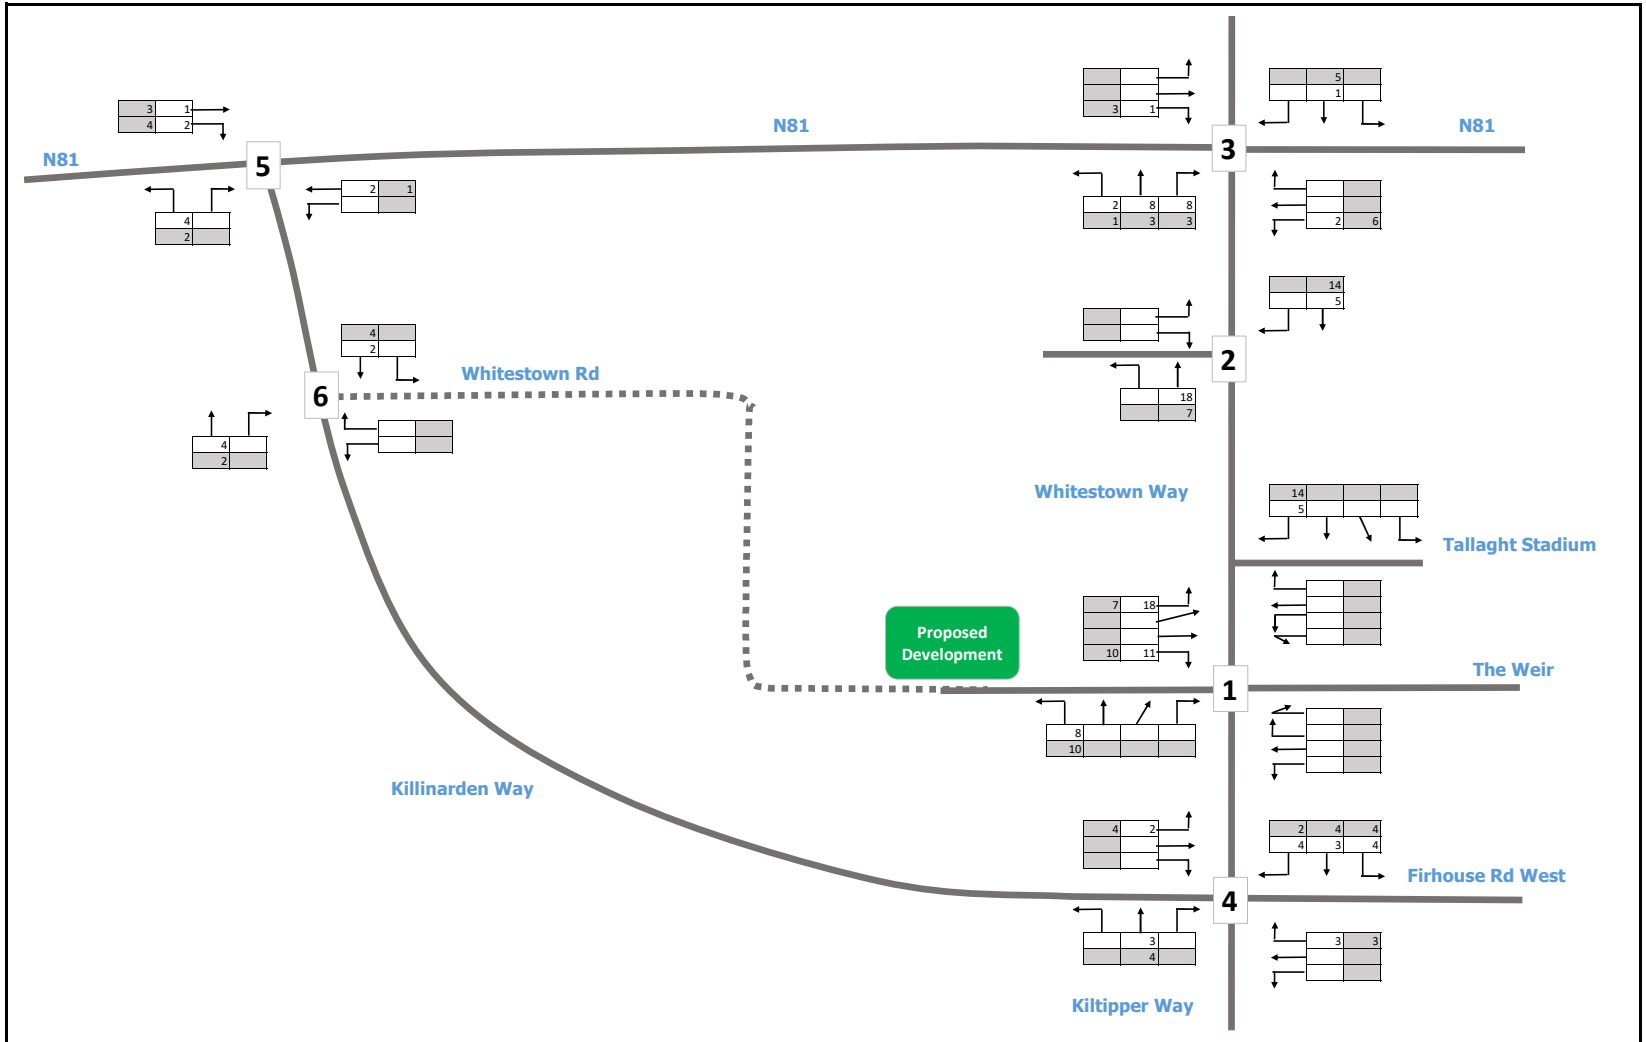 5
3 1
1
N81
N81
3 1
3
4 2
5
N81
2 1
4
2
2 8 8
1 3 3
2 6
14
5
4
2
2
Whitestown Rd
18
7
6
4
2
Whitestown Way
14
5
Tallaght Stadium
7 18
10 11
Proposed
Development
The Weir
1
8
10
Killinarden Way
4 2
2 4 4
4 3 4
Firhouse Rd West
4
3
4
3 3
Kiltipper Way